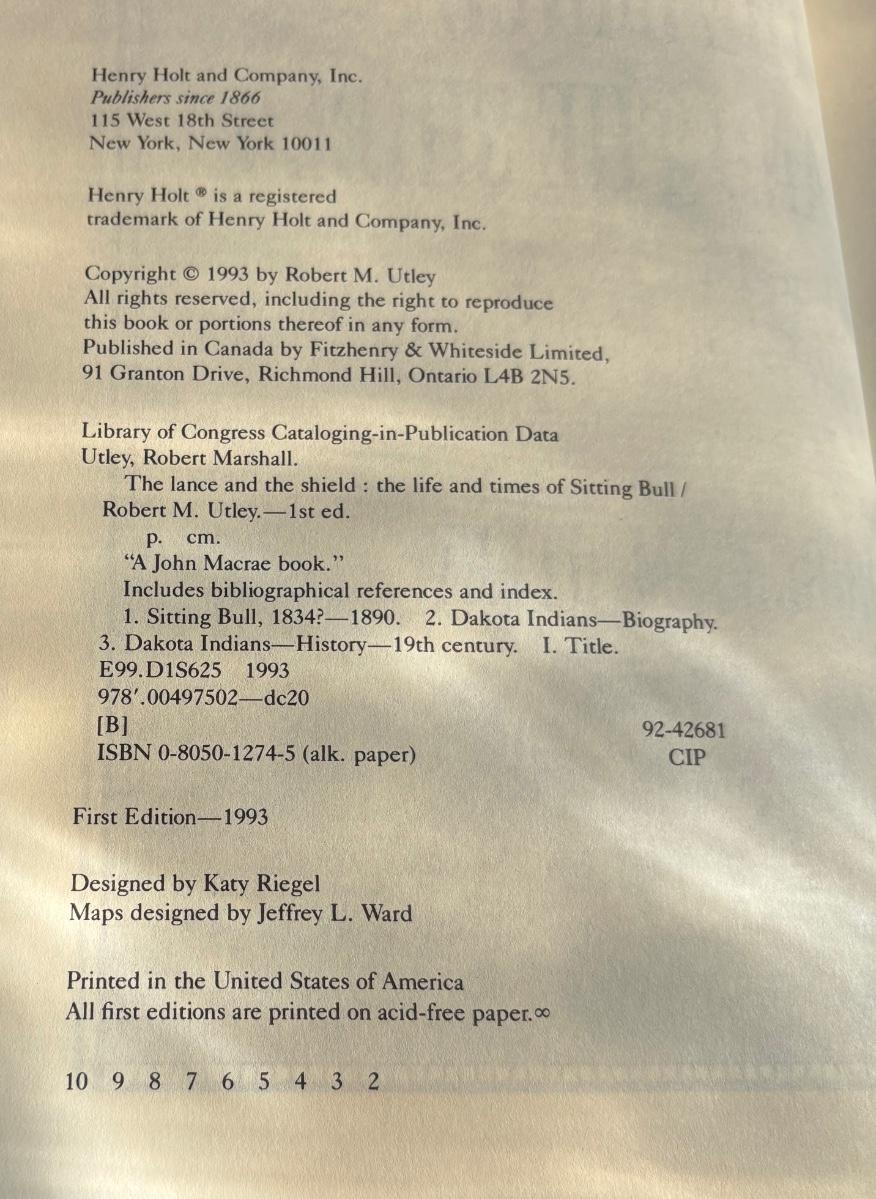 Henry Holt and Company, Inc.
Publishers since 1866
115 West 18th Street
New York, New York 10011
Henry Holt ® is a registered
trademark of Henry Holt and Company, Inc.
Copyright © 1993 by Robert M. Utley
All rights reserved, including the right to reproduce
this book or portions thereof in any form.
Published in Canada by Fitzhenry & Whiteside Limited,
91 Granton Drive, Richmond Hill, Ontario L4B 2N5.
Library of Congress Cataloging-in-Publication Data
Utley, Robert Marshall.
The lance and the shield : the life and times of Sitting Bull /
Robert M. Utley.—1st ed.
p. cm.
“A John Macrae book.”
Includes bibliographical references and index.
1. Sitting Bull, 1834?—1890. 2. Dakota Indians—Biography.
3. Dakota Indians—History—19th century. I. Title.
E99.D1S625 1993
978′.00497502—dc20
[B] 92-42681
ISBN 0-8050-1274-5 (alk. paper) CIP
First Edition—1993
Designed by Katy Riegel
Maps designed by Jeffrey L. Ward
Printed in the United States of America
All first editions are printed on acid-free paper.∞
10 9 8 7 6 5 4 3 2